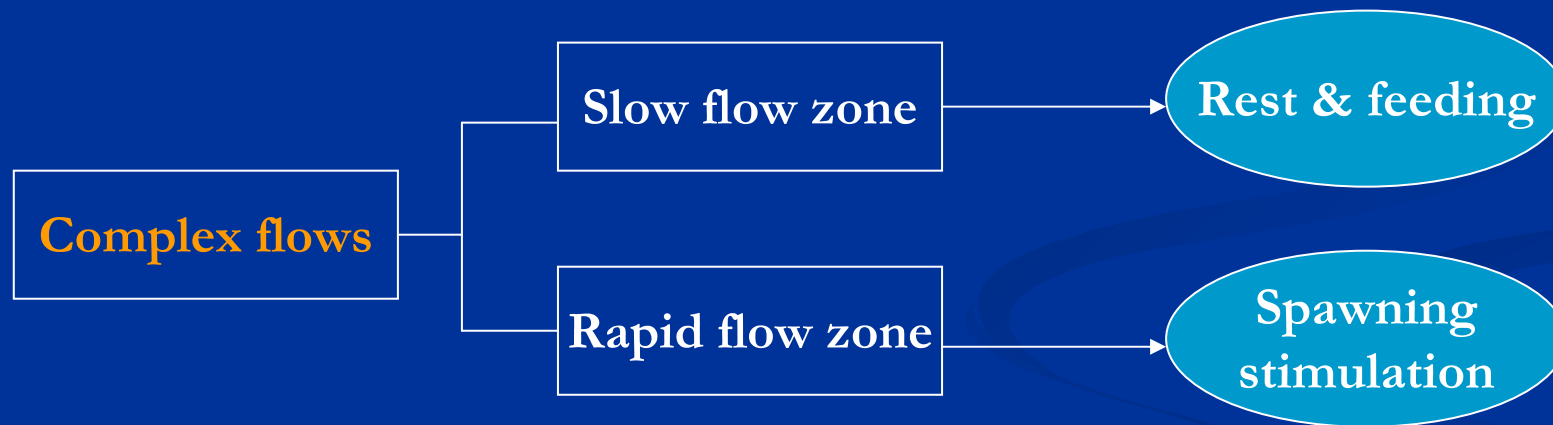 Slow flow zone
Rest & feeding
Complex flows
Rapid flow zone
Spawning
stimulation